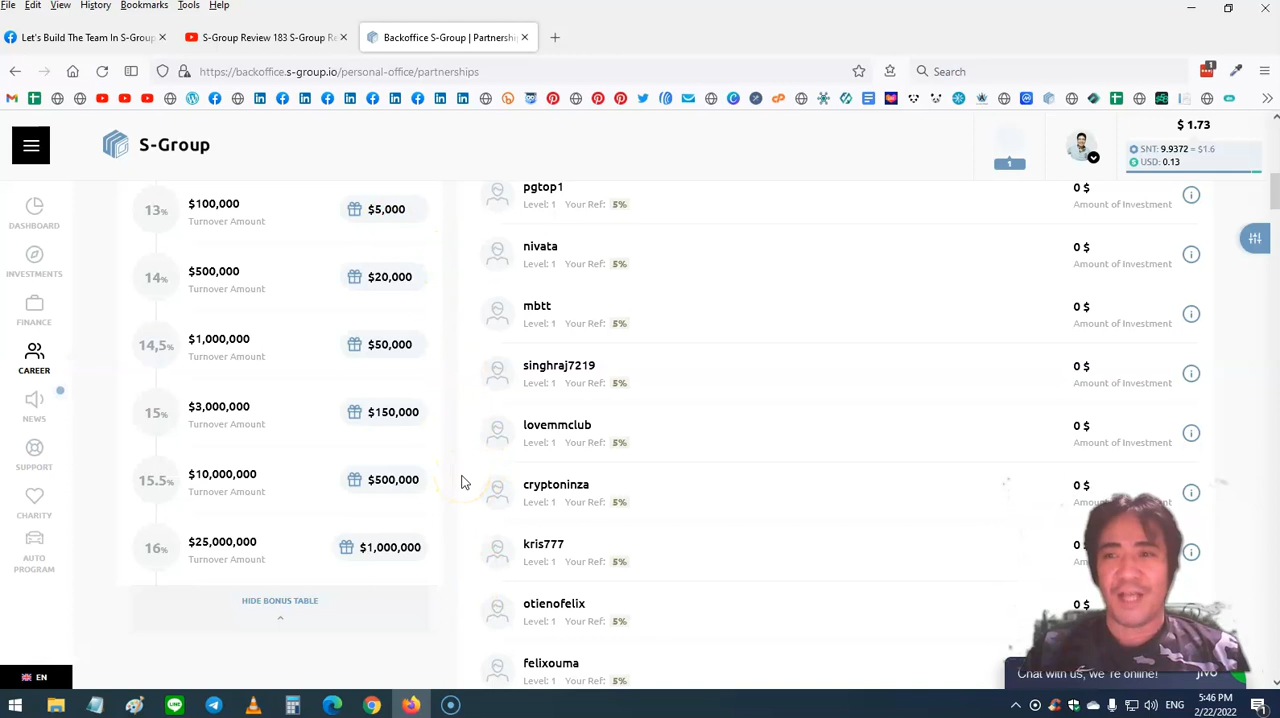 File Edit View History Bookmarks Tools Help
Let's Build The Team In S-Group
S-Group Review 183 S-Group Re
Backoffice S-Group | Partnership
https://backoffice.s-group.io/personal-office/partnerships
Search
S-Group
1
$ 1.73
SNT: 9.9372 = $1.6
USD: 0.13
DASHBOARD
INVESTMENTS
FINANCE
CAREER
NEWS
SUPPORT
CHARITY
AUTO
PROGRAM
EN
13%
$100,000
Turnover Amount
$5,000
14%
$500,000
Turnover Amount
$20,000
14,5%
$1,000,000
Turnover Amount
$50,000
15%
$3,000,000
Turnover Amount
$150,000
15.5%
$10,000,000
Turnover Amount
$500,000
16%
$25,000,000
Turnover Amount
$1,000,000
HIDE BONUS TABLE
pgtop1
Level: 1 Your Ref: 5%
0 $
Amount of Investment
nivata
Level: 1 Your Ref: 5%
0 $
Amount of Investment
mbtt
Level: 1 Your Ref: 5%
0 $
Amount of Investment
singhraj7219
Level: 1 Your Ref: 5%
0 $
Amount of Investment
lovemmclub
Level: 1 Your Ref: 5%
0 $
Amount of Investment
cryptoninza
Level: 1 Your Ref: 5%
0 $
Amount of Investment
kris777
Level: 1 Your Ref: 5%
0
otienofelix
Level: 1 Your Ref: 5%
0
felixouma
Level: 1 Your Ref: 5%
Chat with us, we're online!
jivo
ENG
5:46 PM
2/22/2022